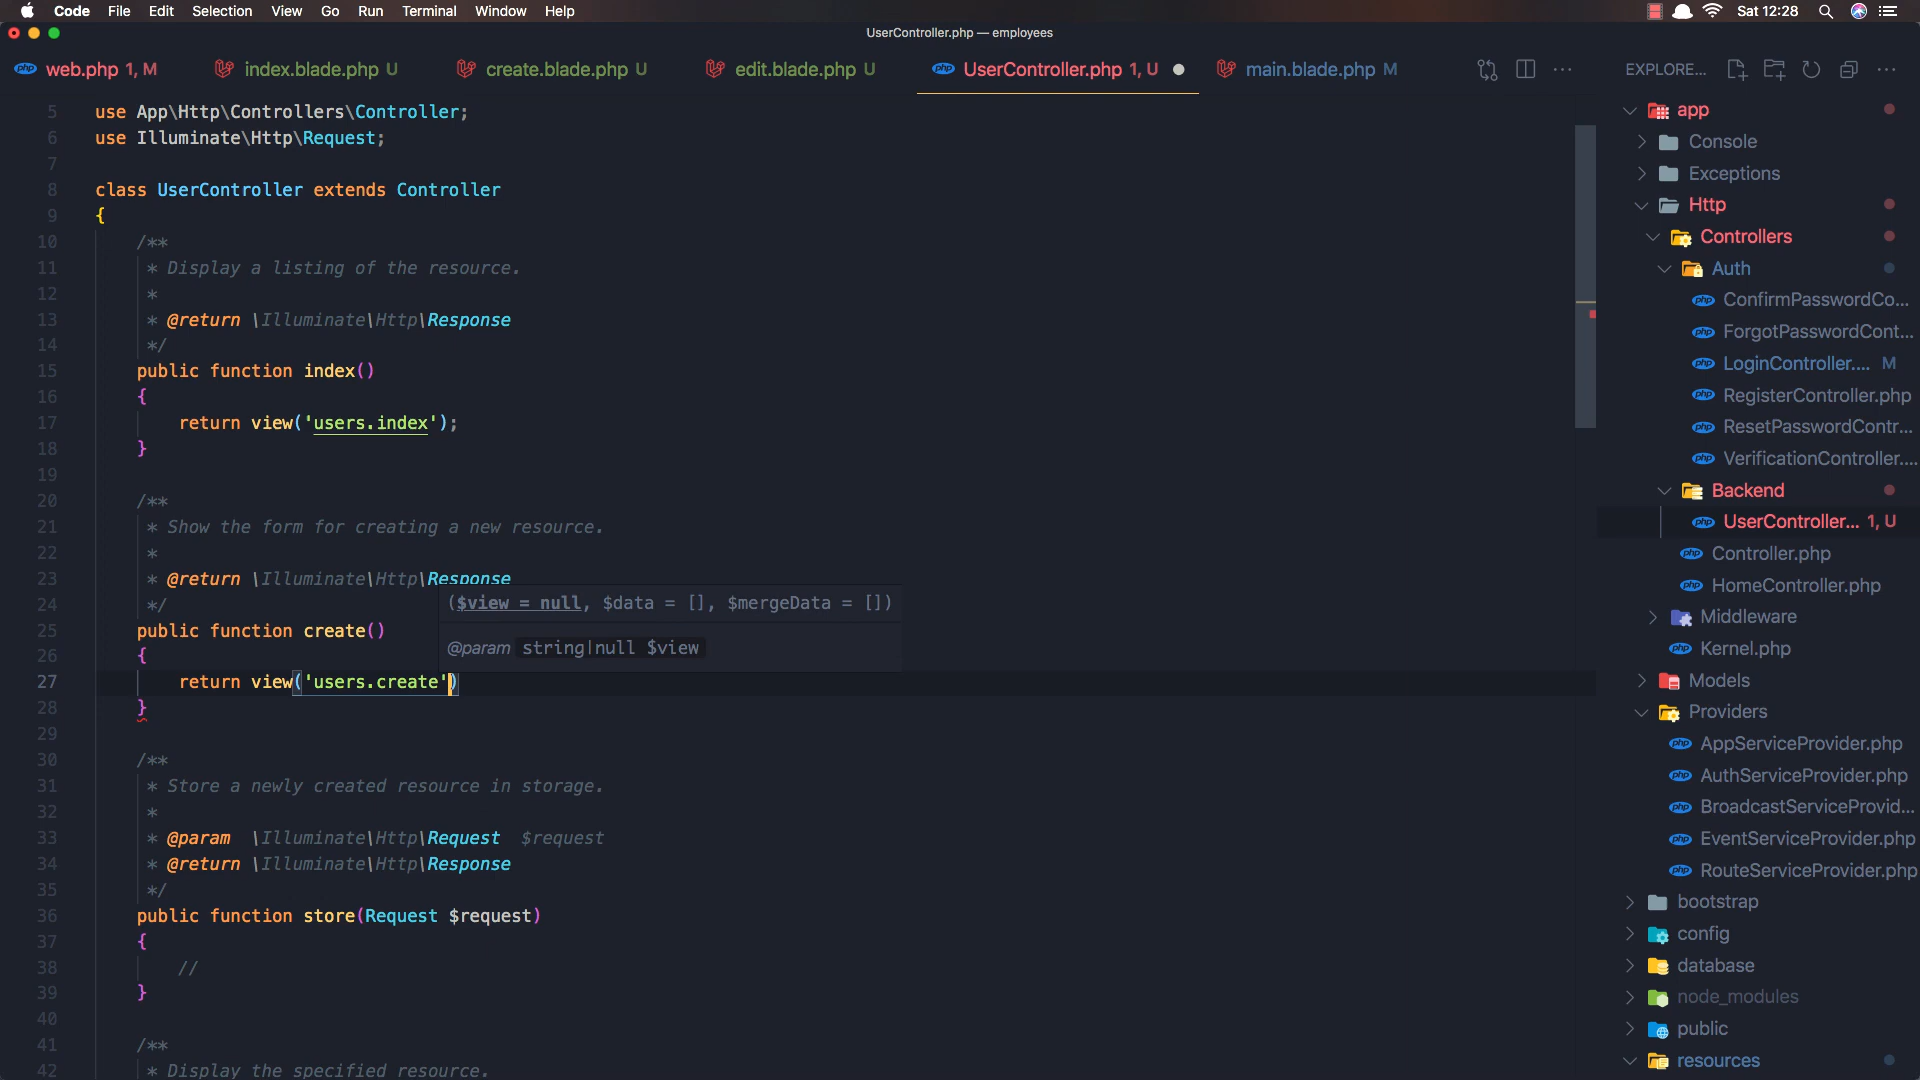 Code File Edit Selection View Go Run Terminal Window Help Sat 12:28
UserController.php — employees
web.php 1, M index.blade.php U create.blade.php U edit.blade.php U UserController.php 1, U main.blade.php M EXPLORE...
5 use App\Http\Controllers\Controller;
6 use Illuminate\Http\Request;
7
8 class UserController extends Controller
9 {
10 /**
11 * Display a listing of the resource.
12 *
13 * @return \Illuminate\Http\Response
14 */
15 public function index()
16 {
17 return view('users.index');
18 }
19
20 /**
21 * Show the form for creating a new resource.
22 *
23 * @return \Illuminate\Http\Response
24 */
($view = null, $data = [], $mergeData = [])
25 public function create()
@param string|null $view
26 {
27 return view('users.create')
28 }
29
30 /**
31 * Store a newly created resource in storage.
32 *
33 * @param \Illuminate\Http\Request $request
34 * @return \Illuminate\Http\Response
35 */
36 public function store(Request $request)
37 {
38 //
39 }
40
41 /**
42 * Display the specified resource.
app
Console
Exceptions
Http
Controllers
Auth
ConfirmPasswordCo...
ForgotPasswordCont...
LoginController.... M
RegisterController.php
ResetPasswordContr...
VerificationController....
Backend
UserController... 1, U
Controller.php
HomeController.php
Middleware
Kernel.php
Models
Providers
AppServiceProvider.php
AuthServiceProvider.php
BroadcastServiceProvid...
EventServiceProvider.php
RouteServiceProvider.php
bootstrap
config
database
node_modules
public
resources